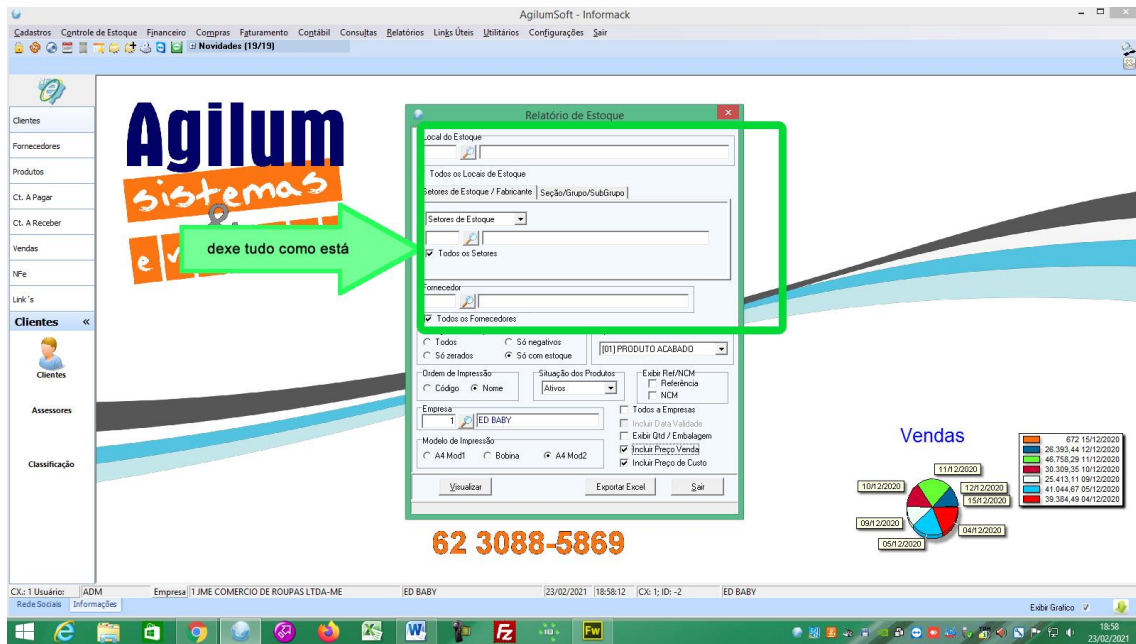 AgilumSoft - Informack
Cadastros Controle de Estoque Financeiro Compras Faturamento Contábil Consultas Relatórios Links Úteis Utilitários Configurações Sair
Novidades (19/19)
Clientes
Fornecedores
Produtos
Ct. A Pagar
Ct. A Receber
Vendas
NFe
Link´s
Clientes «
Clientes
Assessores
Classificação
Agilum
sistemas
&
dexe tudo como está
Relatório de Estoque
Local do Estoque
Todos os Locais de Estoque
Setores de Estoque / Fabricante Seção/Grupo/SubGrupo
Setores de Estoque
Todos os Setores
Fornecedor
Todos os Fornecedores
Todos Só negativos
Só zerados Só com estoque
[01] PRODUTO ACABADO
Ordem de Impressão
Código Nome
Situação dos Produtos
Ativos
Exibir Ref/NCM
Referência
NCM
Empresa
1 ED BABY
Todos a Empresas
Incluir Data Validade
Exibir Qtd / Embalagem
Incluir Preço Venda
Incluir Preço de Custo
Modelo de Impressão
A4 Mod1 Bobina A4 Mod2
Visualizar Exportar Excel Sair
62 3088-5869
Vendas
11/12/2020
10/12/2020
12/12/2020
15/12/2020
09/12/2020
04/12/2020
05/12/2020
672 15/12/2020
26.393,44 12/12/2020
46.758,29 11/12/2020
30.309,35 10/12/2020
25.413,11 09/12/2020
41.044,67 05/12/2020
39.384,49 04/12/2020
CX.: 1 Usuário: ADM Empresa 1 JME COMERCIO DE ROUPAS LTDA-ME ED BABY 23/02/2021 18:58:12 CX: 1; ID: -2 ED BABY
Rede Sociais Informações
Exibir Grafico
18:58
23/02/2021